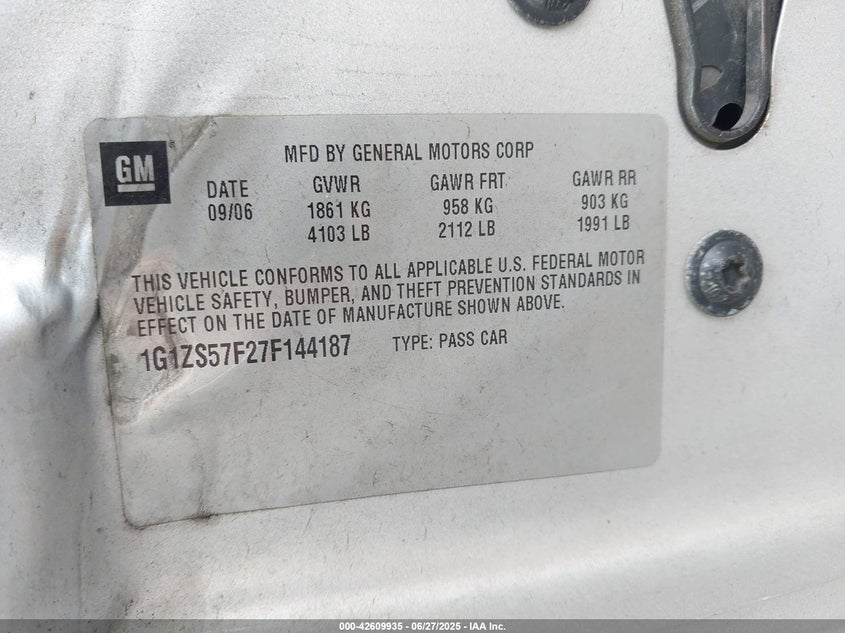 GM
MFD BY GENERAL MOTORS CORP
DATE GVWR GAWR FRT GAWR RR
09/06 1861 KG 958 KG 903 KG
4103 LB 2112 LB 1991 LB
THIS VEHICLE CONFORMS TO ALL APPLICABLE U.S. FEDERAL MOTOR
VEHICLE SAFETY, BUMPER, AND THEFT PREVENTION STANDARDS IN
EFFECT ON THE DATE OF MANUFACTURE SHOWN ABOVE.
1G1ZS57F27F144187 TYPE: PASS CAR
000-42609935 - 06/27/2025 - IAA Inc.